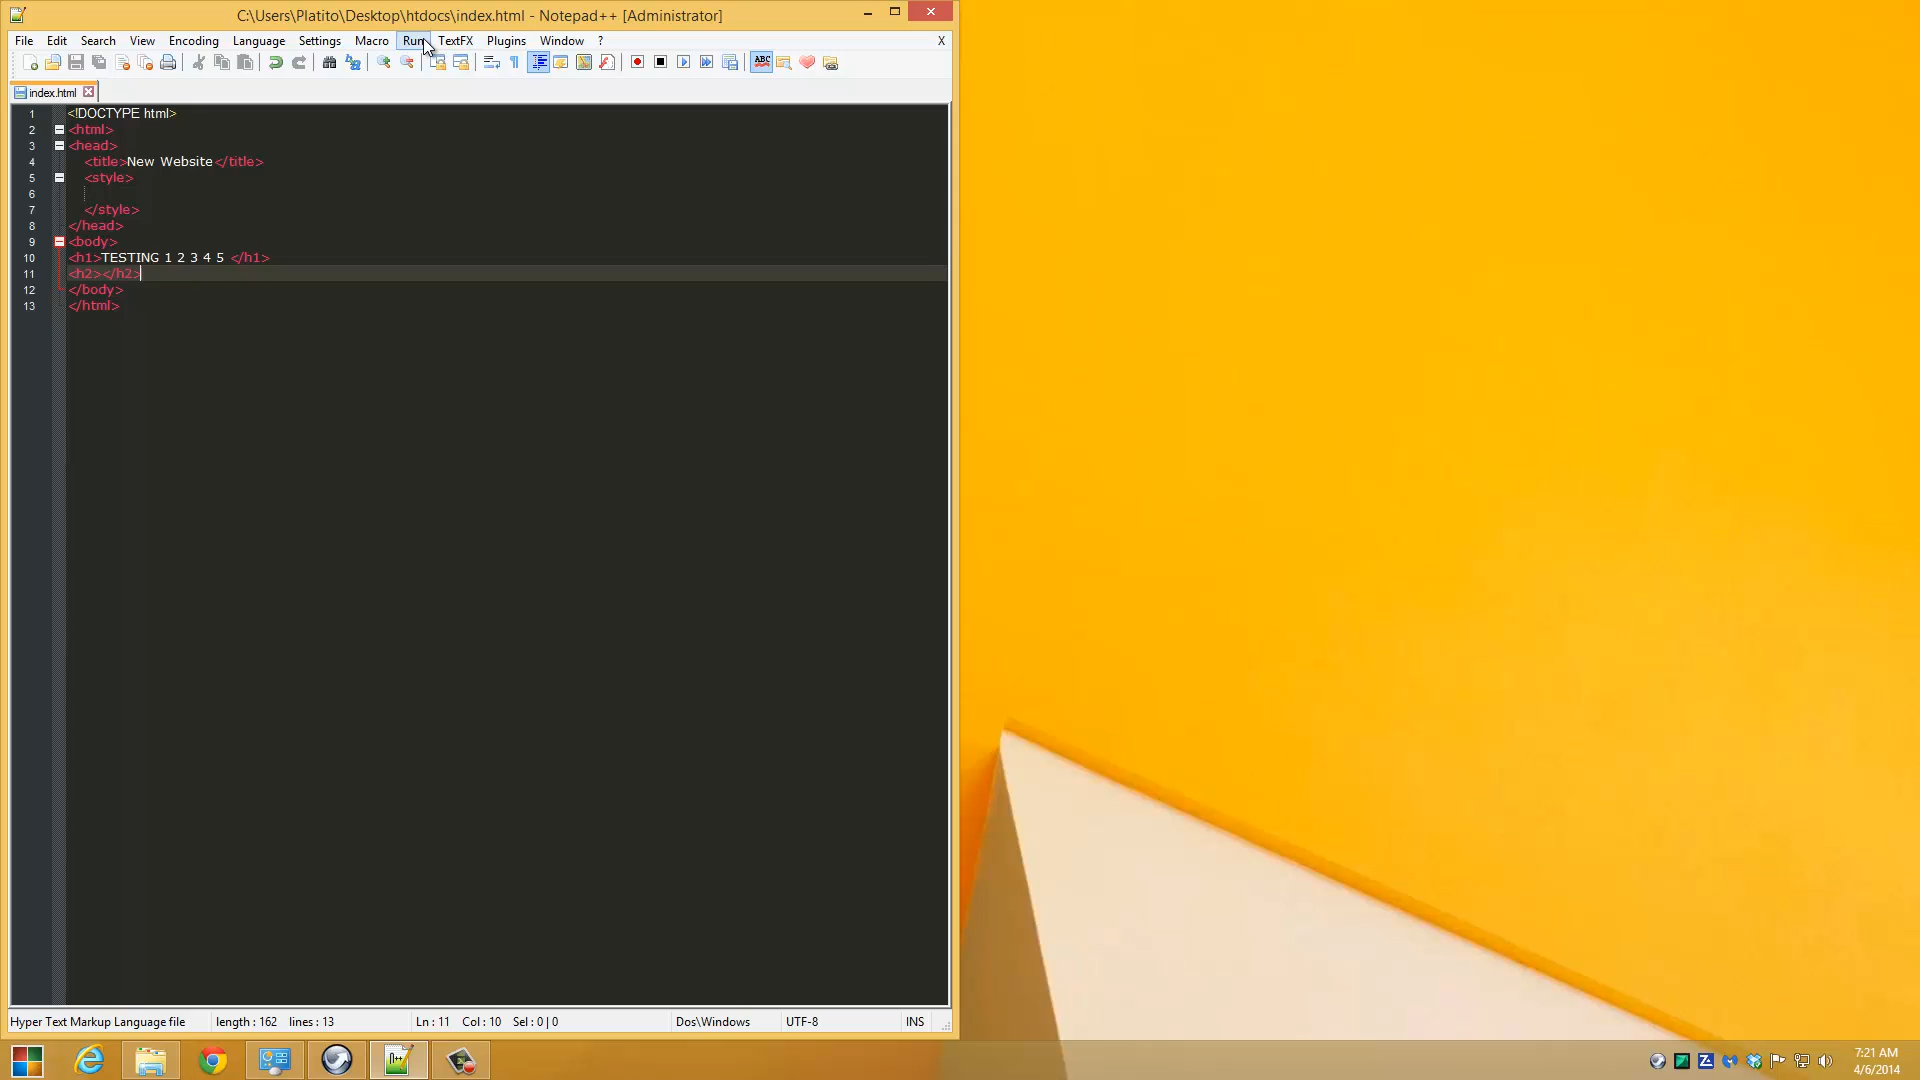 C:\Users\Platito\Desktop\htdocs\index.html - Notepad++ [Administrator]
File Edit Search View Encoding Language Settings Macro Run TextFX Plugins Window ? X
ABC
index.html
1 <!DOCTYPE html>
2 <html>
3 <head>
4 <title>New Website</title>
5 <style>
6
7 </style>
8 </head>
9 <body>
10 <h1>TESTING 1 2 3 4 5 </h1>
11 <h2></h2>
12 </body>
13 </html>
Hyper Text Markup Language file length : 162 lines : 13 Ln : 11 Col : 10 Sel : 0 | 0 Dos\Windows UTF-8 INS
7:21 AM
4/6/2014